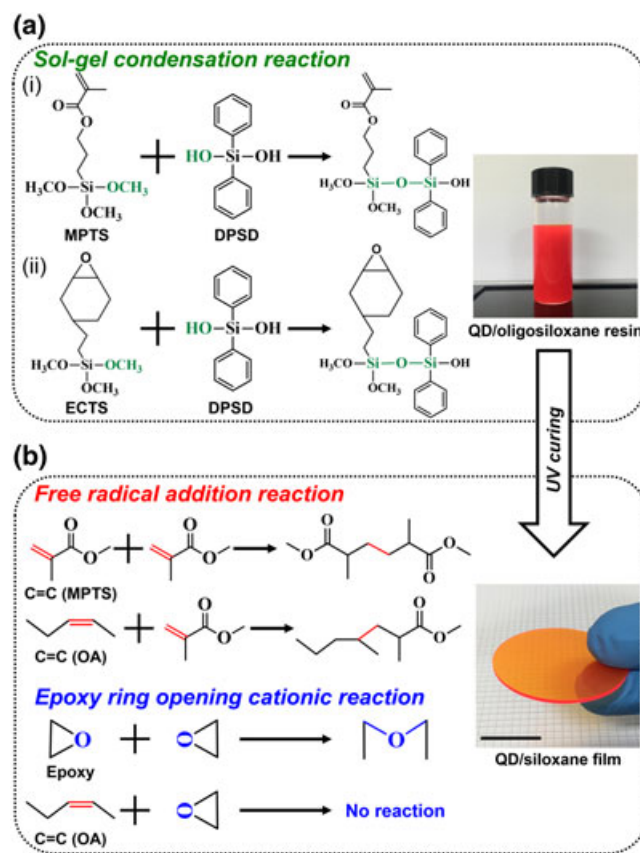 (a)
Sol-gel condensation reaction
(i)
O
O
H₃CO—Si—OCH₃
OCH₃
MPTS
+
HO—Si—OH
DPSD
O
O
H₃CO—Si—O—Si—OH
OCH₃
(ii)
O
H₃CO—Si—OCH₃
OCH₃
ECTS
+
HO—Si—OH
DPSD
O
H₃CO—Si—O—Si—OH
OCH₃
QD/oligosiloxane resin
UV curing
(b)
Free radical addition reaction
O
O
+
O
O
O
O
O
O
C=C (MPTS)
+
O
O
O
O
C=C (OA)
Epoxy ring opening cationic reaction
O
+
O
O
Epoxy
+
O
No reaction
C=C (OA)
QD/siloxane film